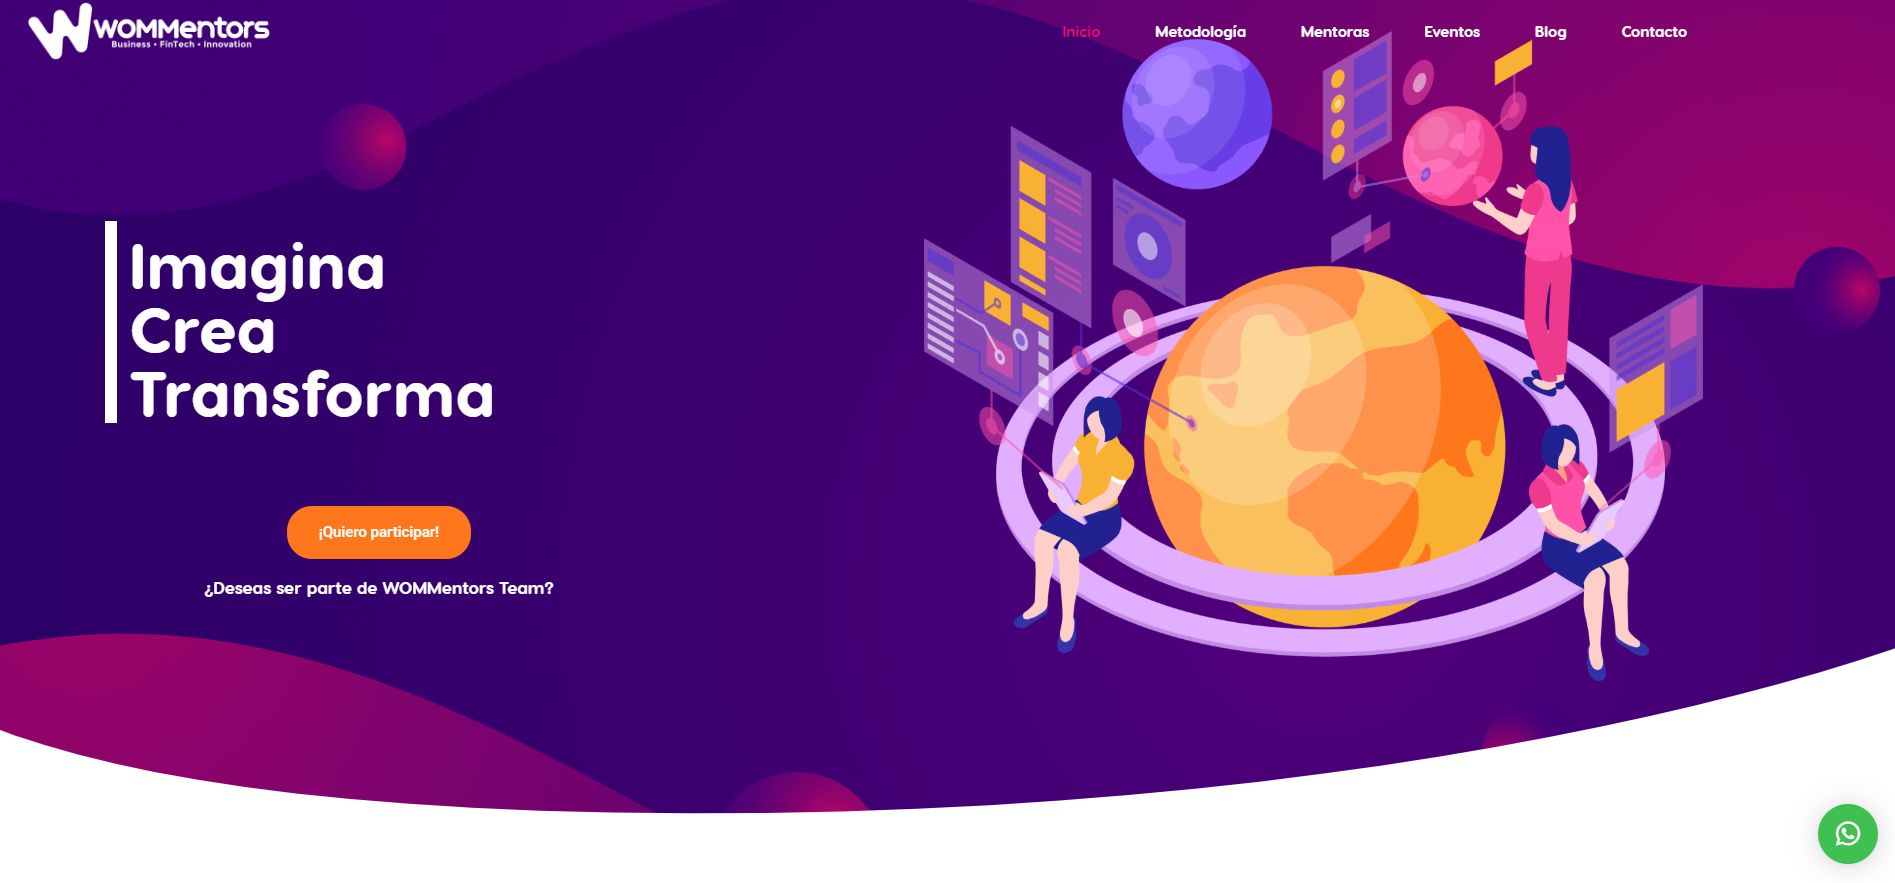 WOMMentors
Business • FinTech • Innovation
Inicio
Metodología
Mentoras
Eventos
Blog
Contacto
Imagina
Crea
Transforma
¡Quiero participar!
¿Deseas ser parte de WOMMentors Team?